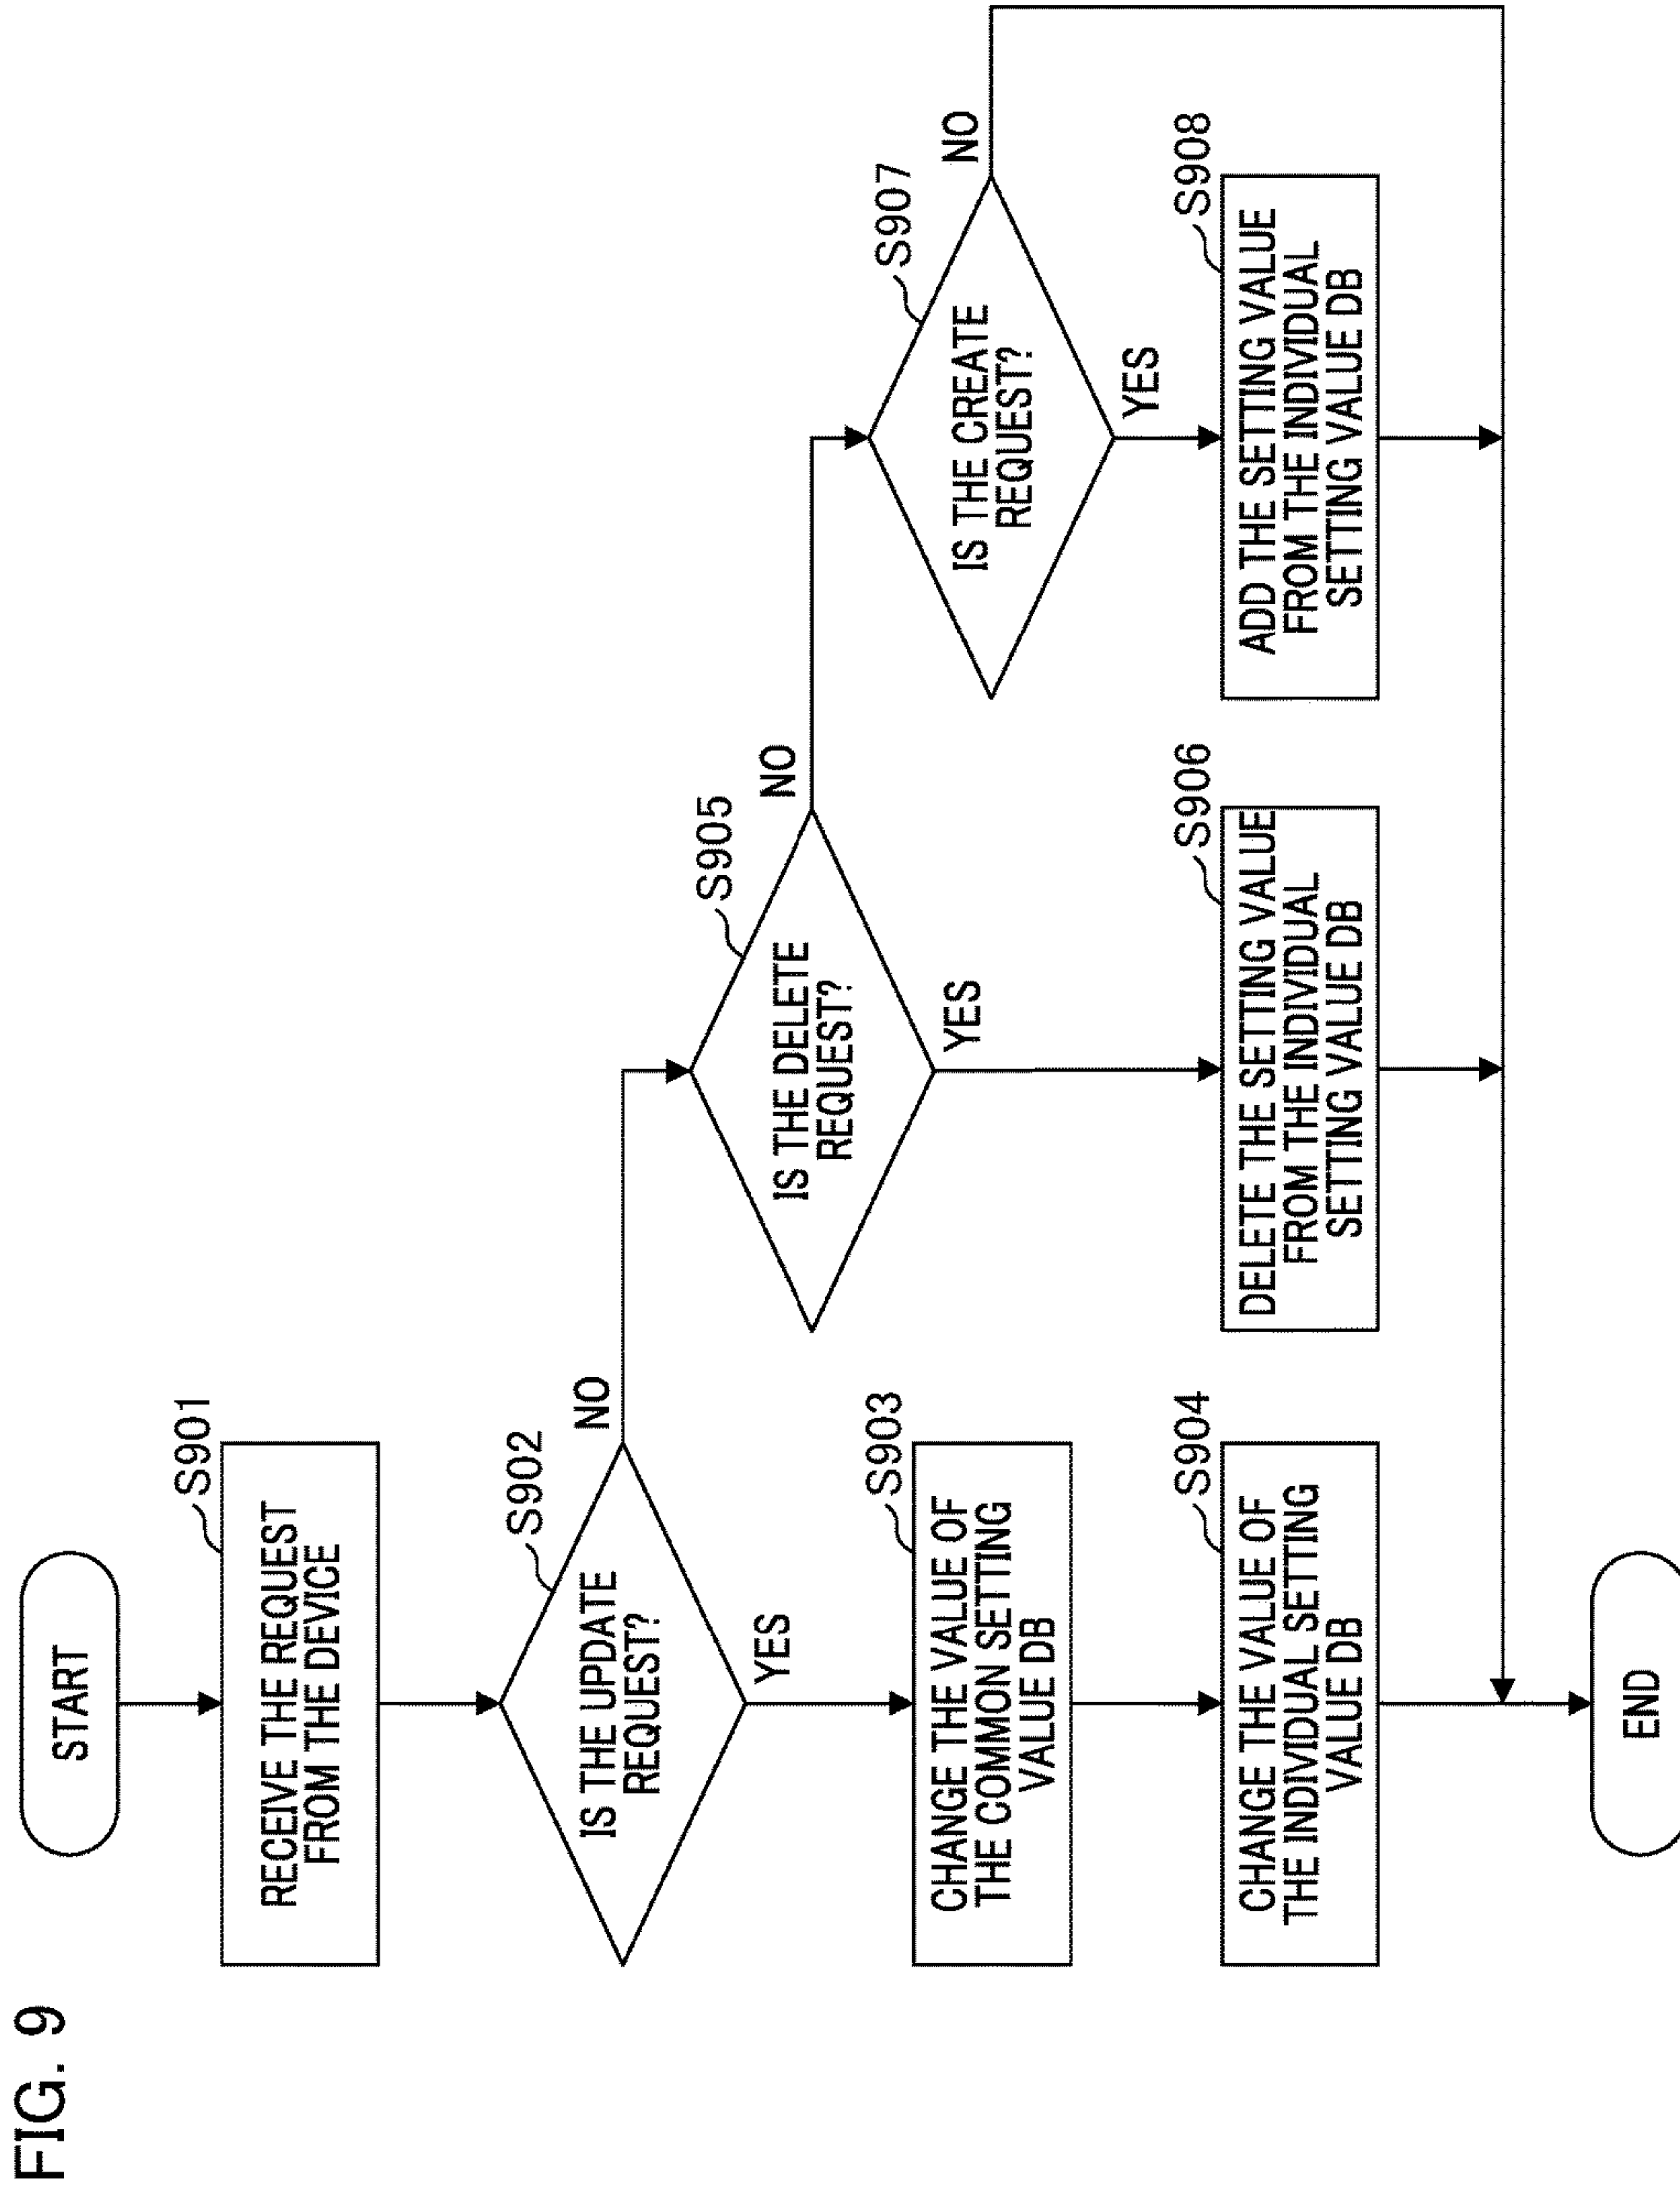 FIG. 9
START
S901
RECEIVE THE REQUEST
FROM THE DEVICE
S902
IS THE UPDATE
REQUEST?
NO
YES
S903
CHANGE THE VALUE OF
THE COMMON SETTING
VALUE DB
S904
CHANGE THE VALUE OF
THE INDIVIDUAL SETTING
VALUE DB
S905
IS THE DELETE
REQUEST?
NO
YES
S906
DELETE THE SETTING VALUE
FROM THE INDIVIDUAL
SETTING VALUE DB
S907
IS THE CREATE
REQUEST?
NO
YES
S908
ADD THE SETTING VALUE
FROM THE INDIVIDUAL
SETTING VALUE DB
END